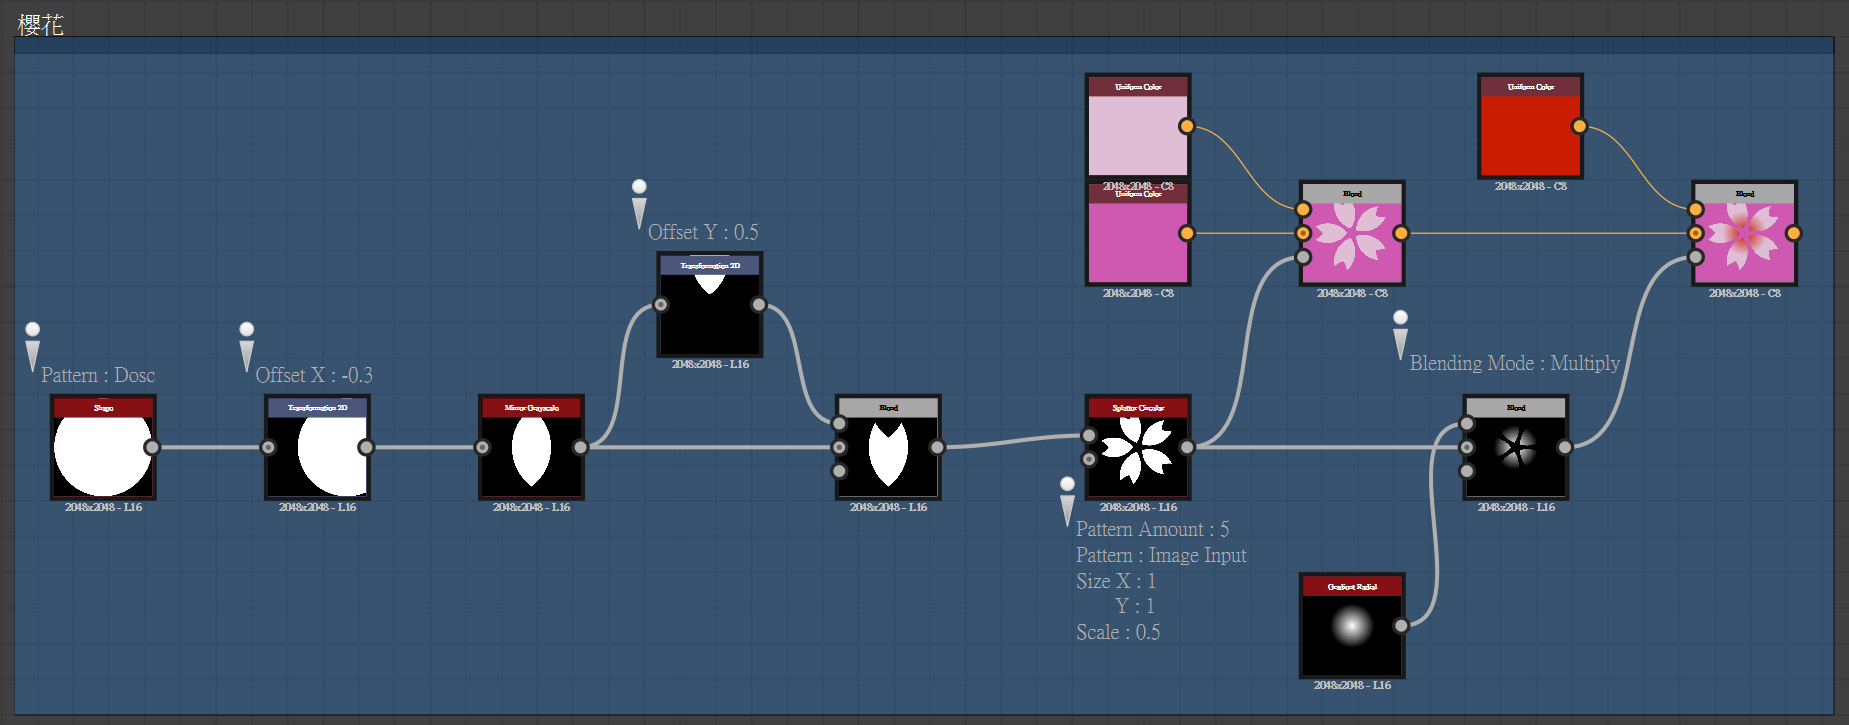 櫻花
Uniform Color
2048x2048 - C8
Uniform Color
2048x2048 - C8
Uniform Color
2048x2048 - C8
Blend
2048x2048 - C8
Blend
2048x2048 - C8
Offset Y : 0.5
Transformation 2D
2048x2048 - L16
Pattern : Dosc
Offset X : -0.3
Blending Mode : Multiply
Shape
2048x2048 - L16
Transformation 2D
2048x2048 - L16
Mirror Grayscale
2048x2048 - L16
Blend
2048x2048 - L16
Splatter Circular
2048x2048 - L16
Blend
2048x2048 - L16
Pattern Amount : 5
Pattern : Image Input
Size X : 1
Y : 1
Scale : 0.5
Gradient Radial
2048x2048 - L16